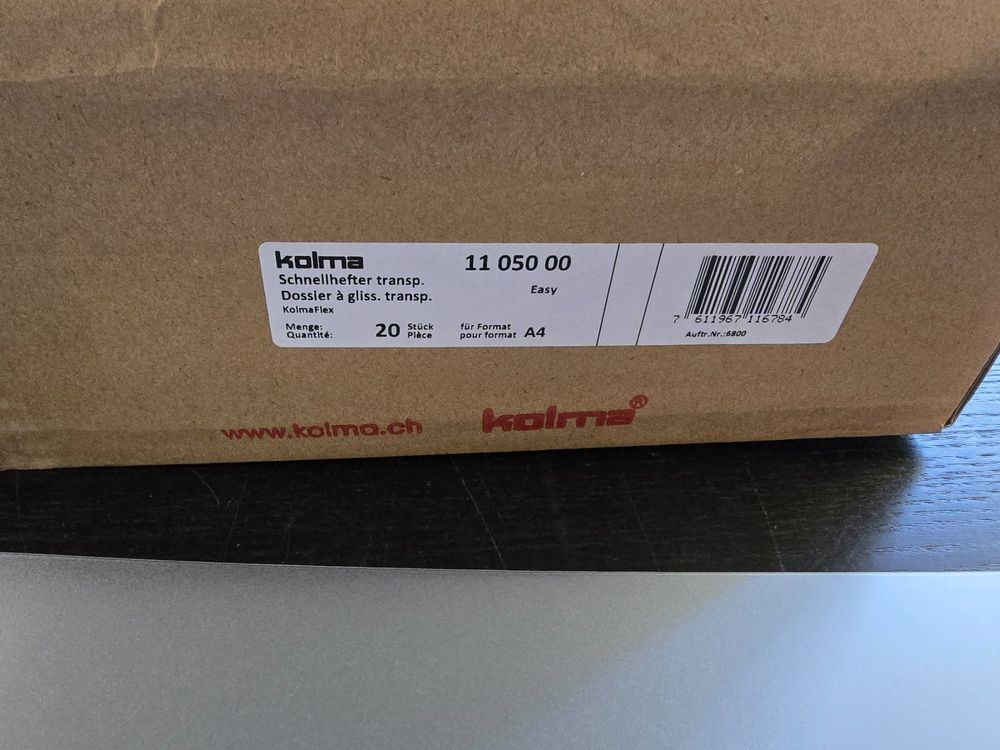 kolma 11 050 00
Schnellhefter transp. Easy
Dossier à gliss. transp.
KolmaFlex
Menge: 20 Stück für Format A4
Quantité: Pièce pour format
7 611967 116784
Auftr.Nr.:6800
www.kolma.ch kolma®